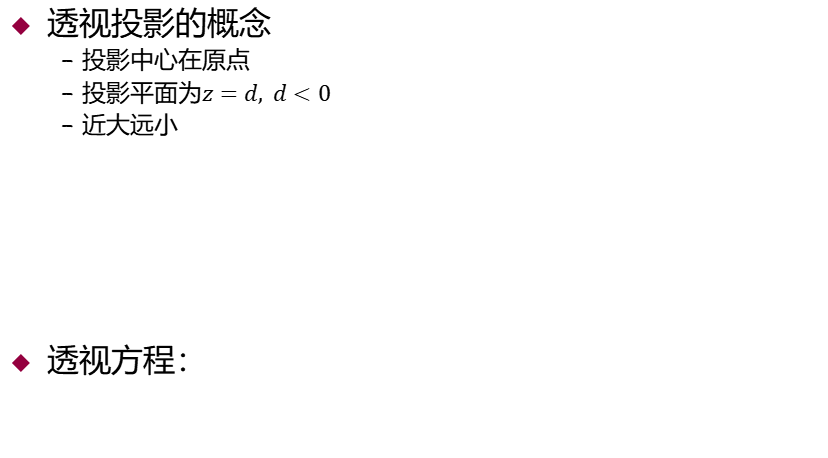 ◆ 透视投影的概念
– 投影中心在原点
– 投影平面为z = d, d < 0
– 近大远小
◆ 透视方程：